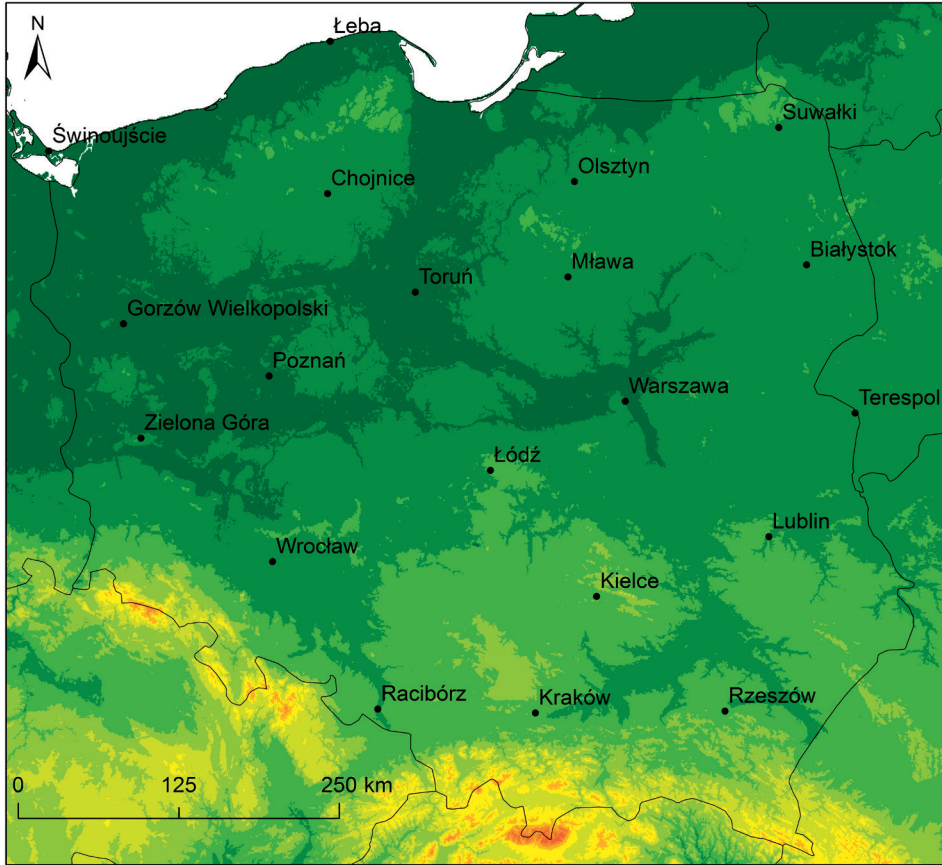 N
Łeba
Suwałki
Świnoujście
Olsztyn
Chojnice
Białystok
Mława
Toruń
Gorzów Wielkopolski
Poznań
Warszawa
Terespol
Zielona Góra
Łódź
Lublin
Wrocław
Kielce
Racibórz
Kraków
Rzeszów
0 125 250 km